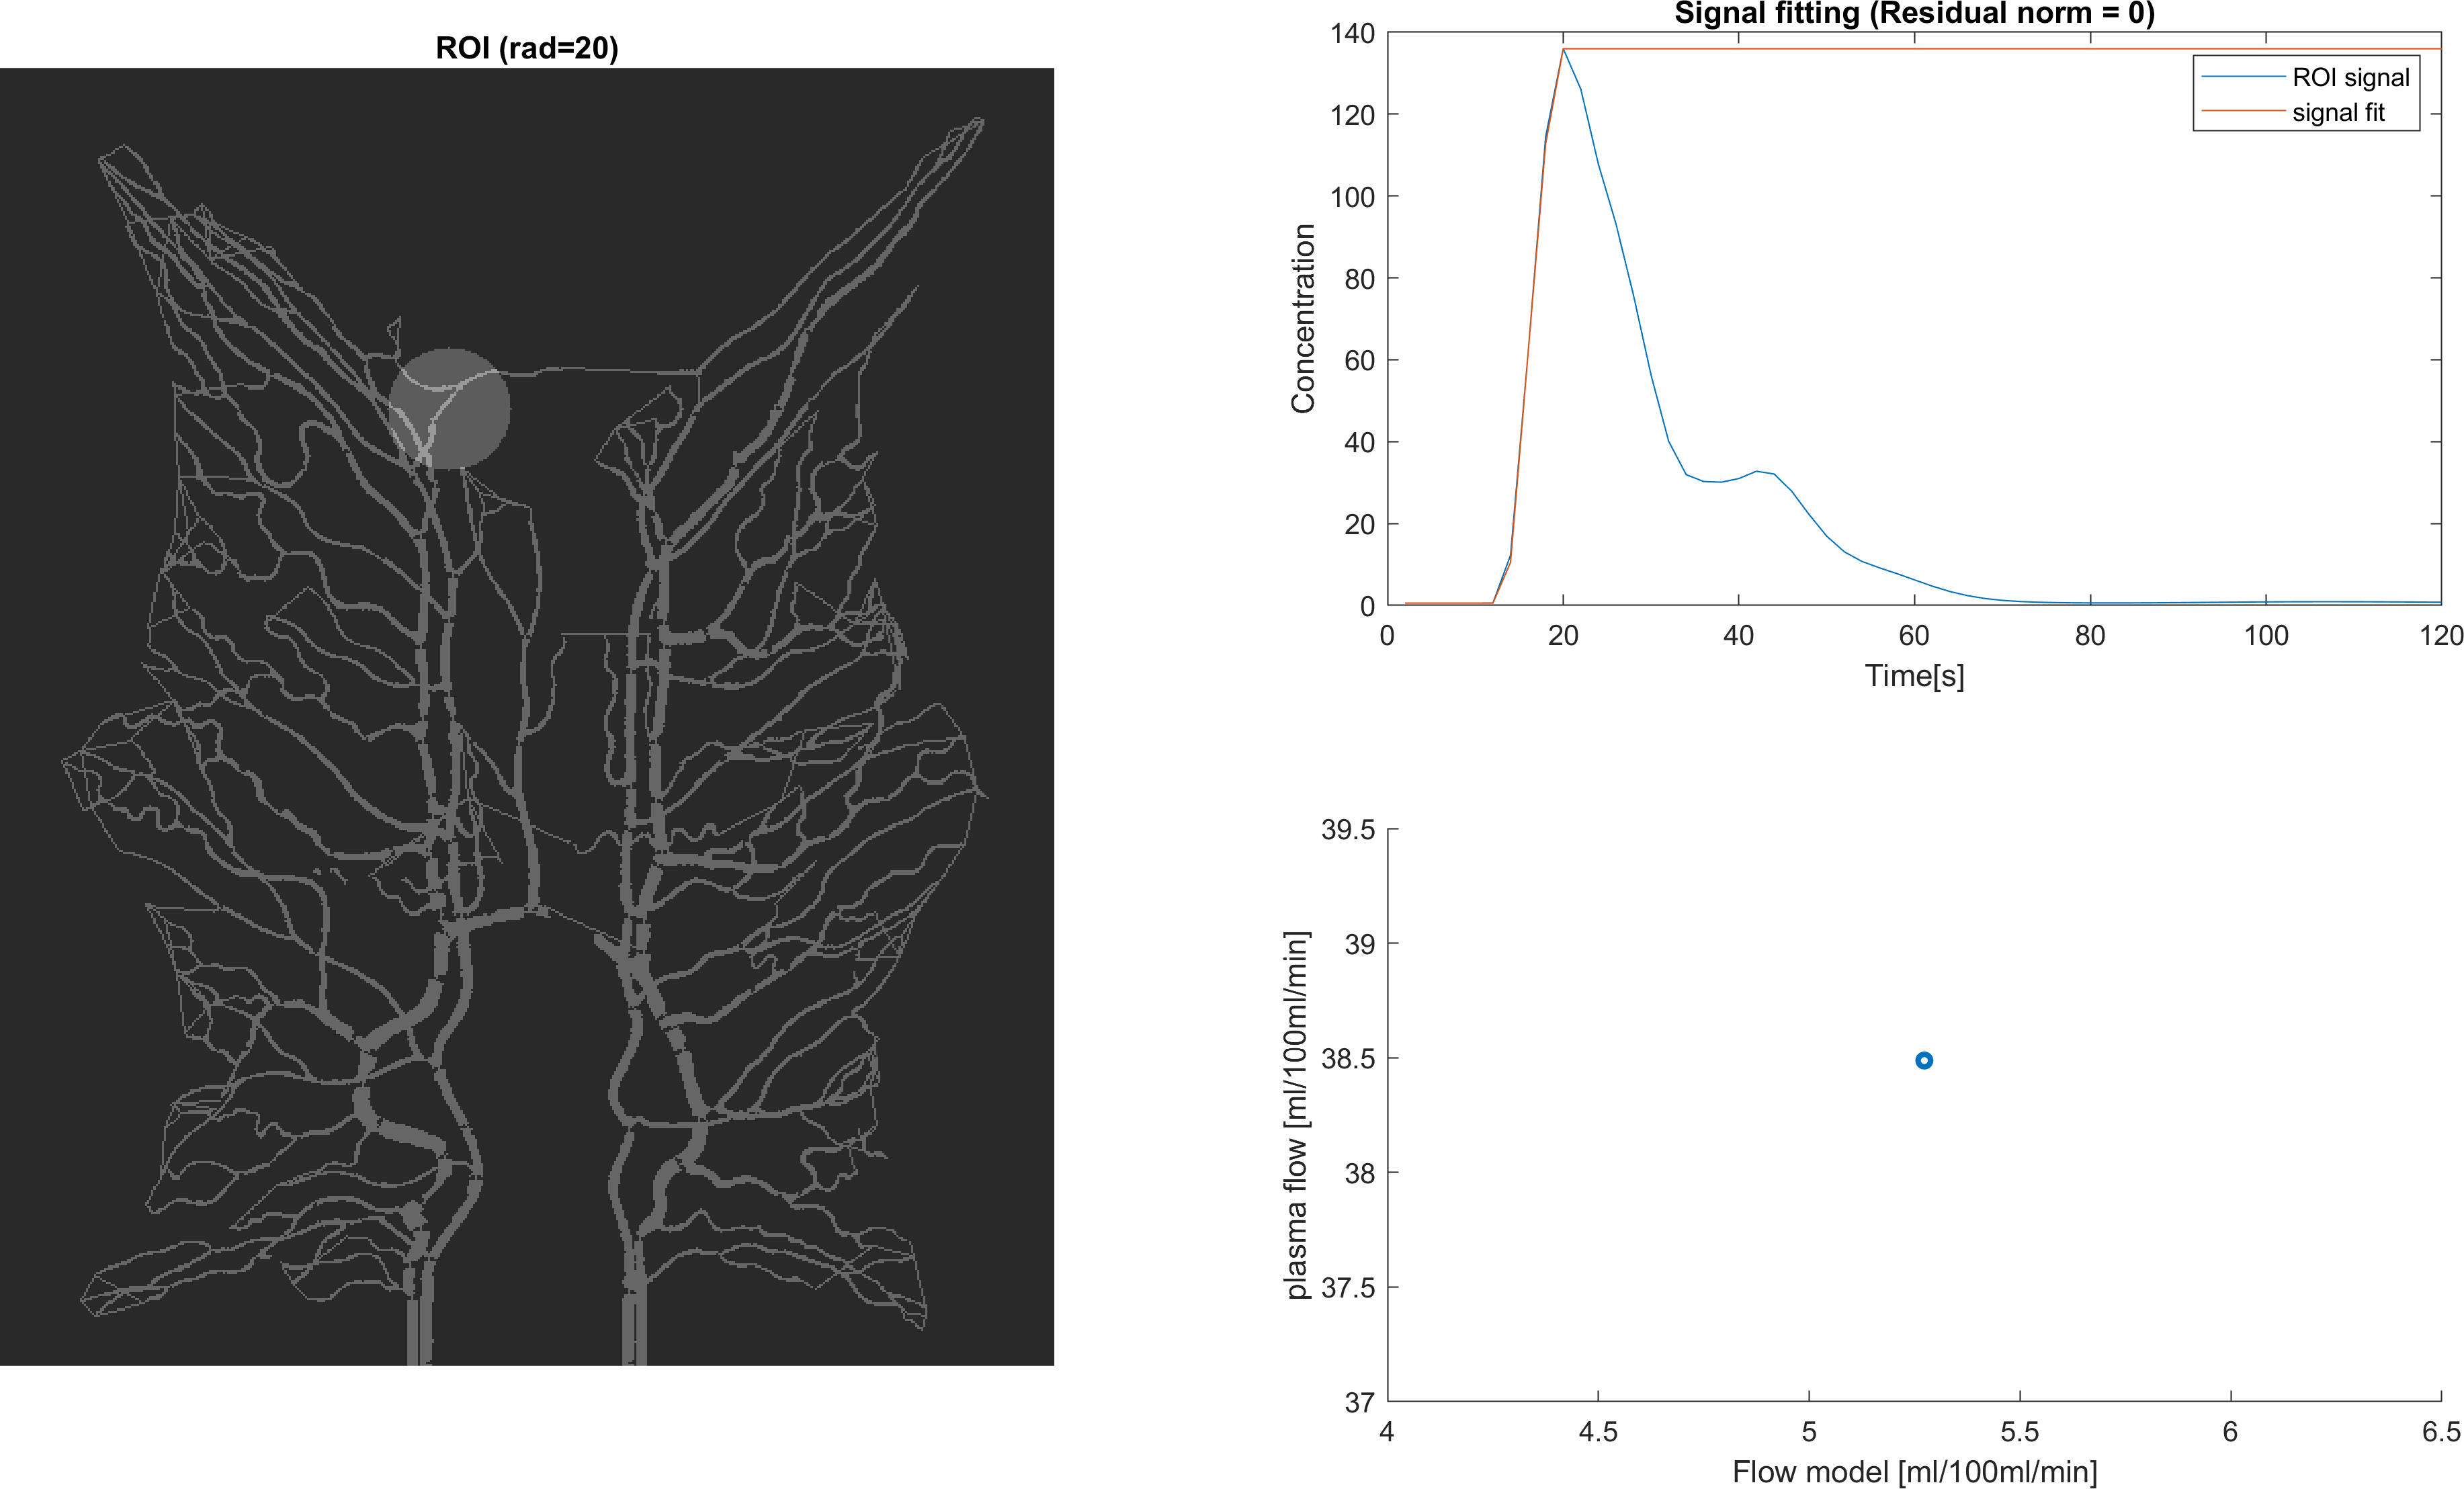 ROI (rad=20)
Signal fitting (Residual norm = 0)
140
120
100
80
60
40
20
0
Concentration
ROI signal
signal fit
0 20 40 60 80 100 120
Time[s]
39.5
39
38.5
38
37.5
37
plasma flow [ml/100ml/min]
4 4.5 5 5.5 6 6.5
Flow model [ml/100ml/min]